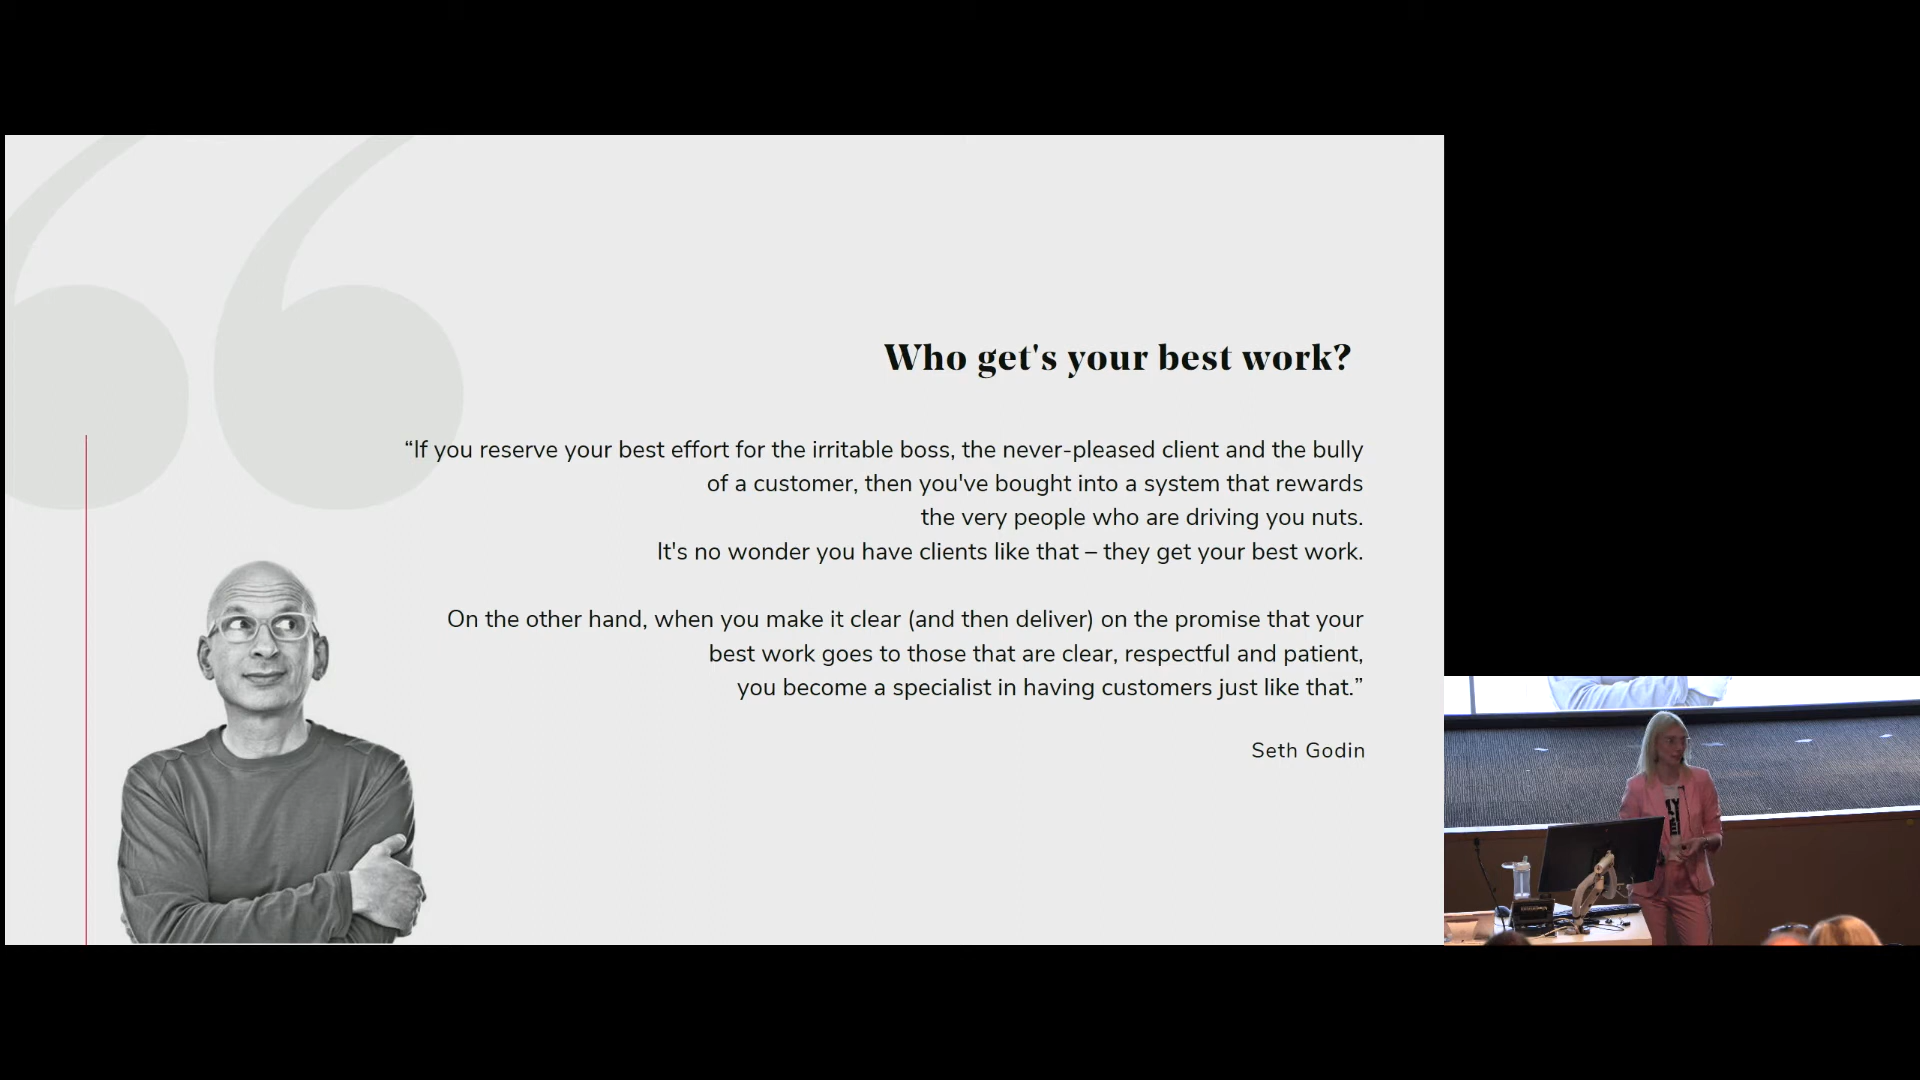 Who get's your best work?
“If you reserve your best effort for the irritable boss, the never-pleased client and the bully
of a customer, then you've bought into a system that rewards
the very people who are driving you nuts.
It's no wonder you have clients like that – they get your best work.
On the other hand, when you make it clear (and then deliver) on the promise that your
best work goes to those that are clear, respectful and patient,
you become a specialist in having customers just like that.”
Seth Godin